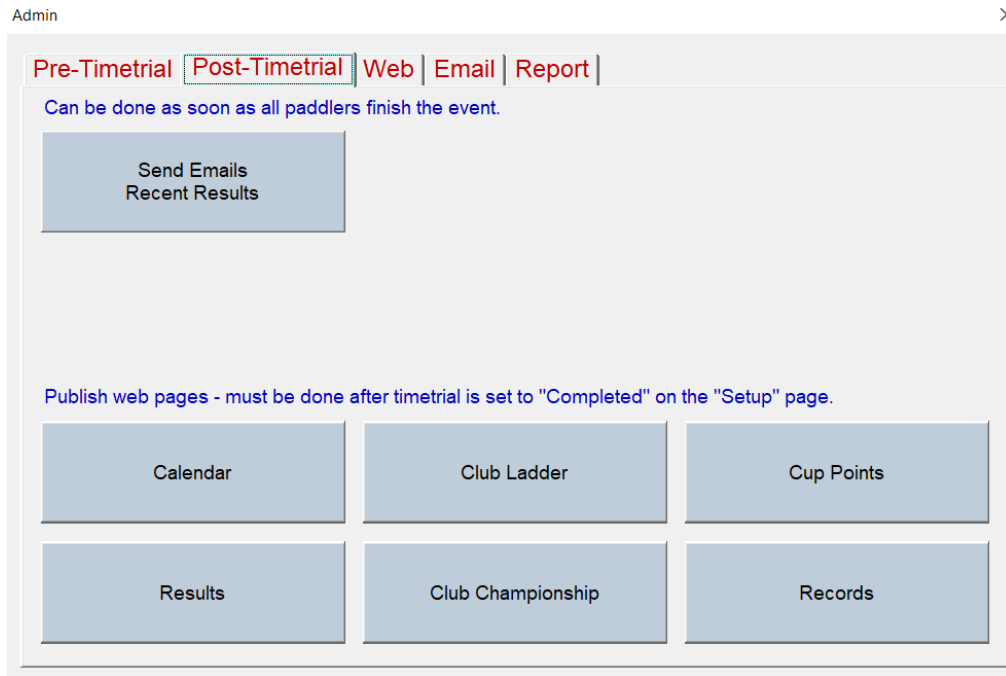 Admin
Pre-Timetrial Post-Timetrial Web Email Report
Can be done as soon as all paddlers finish the event.
Send Emails
Recent Results
Publish web pages - must be done after timetrial is set to "Completed" on the "Setup" page.
Calendar Club Ladder Cup Points
Results Club Championship Records